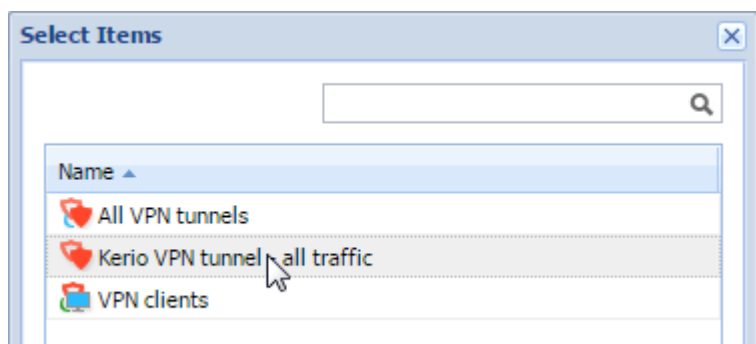 Select Items
Name
All VPN tunnels
Kerio VPN tunnel - all traffic
VPN clients